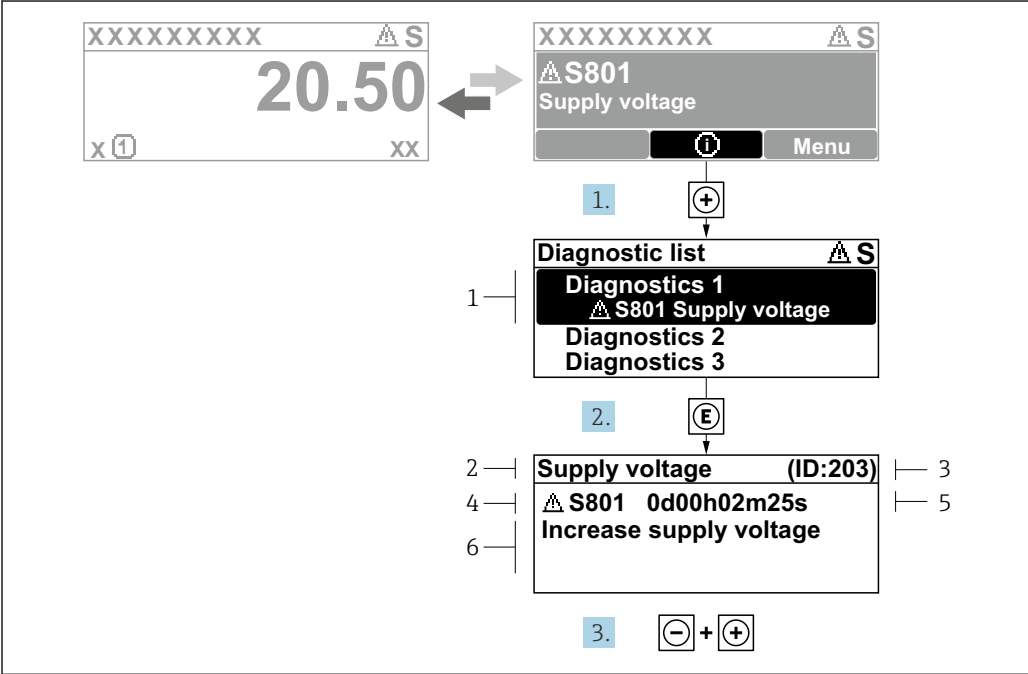 XXXXXXXXX ⚠ S
20.50
x 1 XX
XXXXXXXXX ⚠ S
⚠ S801
Supply voltage
i Menu
1. +
Diagnostic list ⚠ S
1 Diagnostics 1
⚠ S801 Supply voltage
Diagnostics 2
Diagnostics 3
2. E
2 Supply voltage (ID:203) 3
4 ⚠ S801 0d00h02m25s 5
6 Increase supply voltage
3. - + +